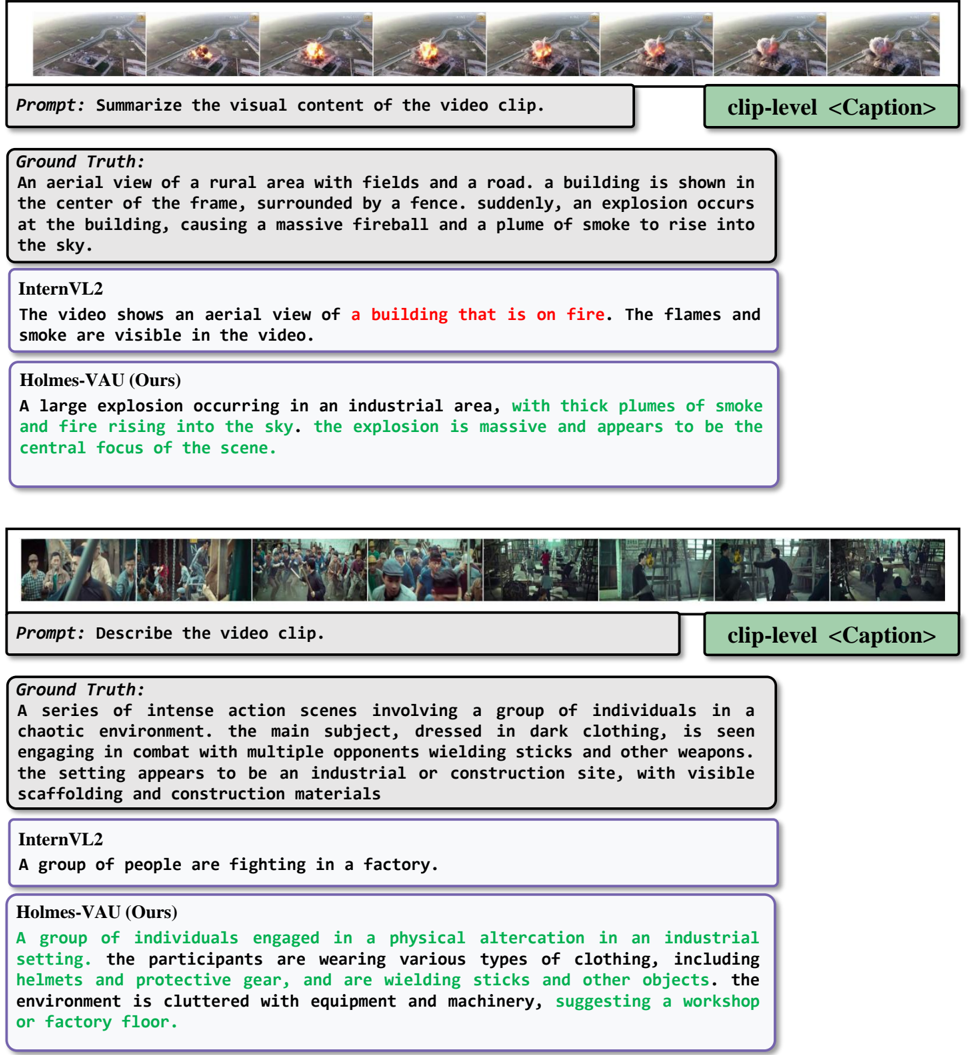 Prompt: Summarize the visual content of the video clip.
clip-level <Caption>
Ground Truth:
An aerial view of a rural area with fields and a road. a building is shown in
the center of the frame, surrounded by a fence. suddenly, an explosion occurs
at the building, causing a massive fireball and a plume of smoke to rise into
the sky.
InternVL2
The video shows an aerial view of a building that is on fire. The flames and
smoke are visible in the video.
Holmes-VAU (Ours)
A large explosion occurring in an industrial area, with thick plumes of smoke
and fire rising into the sky. the explosion is massive and appears to be the
central focus of the scene.
Prompt: Describe the video clip.
clip-level <Caption>
Ground Truth:
A series of intense action scenes involving a group of individuals in a
chaotic environment. the main subject, dressed in dark clothing, is seen
engaging in combat with multiple opponents wielding sticks and other weapons.
the setting appears to be an industrial or construction site, with visible
scaffolding and construction materials
InternVL2
A group of people are fighting in a factory.
Holmes-VAU (Ours)
A group of individuals engaged in a physical altercation in an industrial
setting. the participants are wearing various types of clothing, including
helmets and protective gear, and are wielding sticks and other objects. the
environment is cluttered with equipment and machinery, suggesting a workshop
or factory floor.